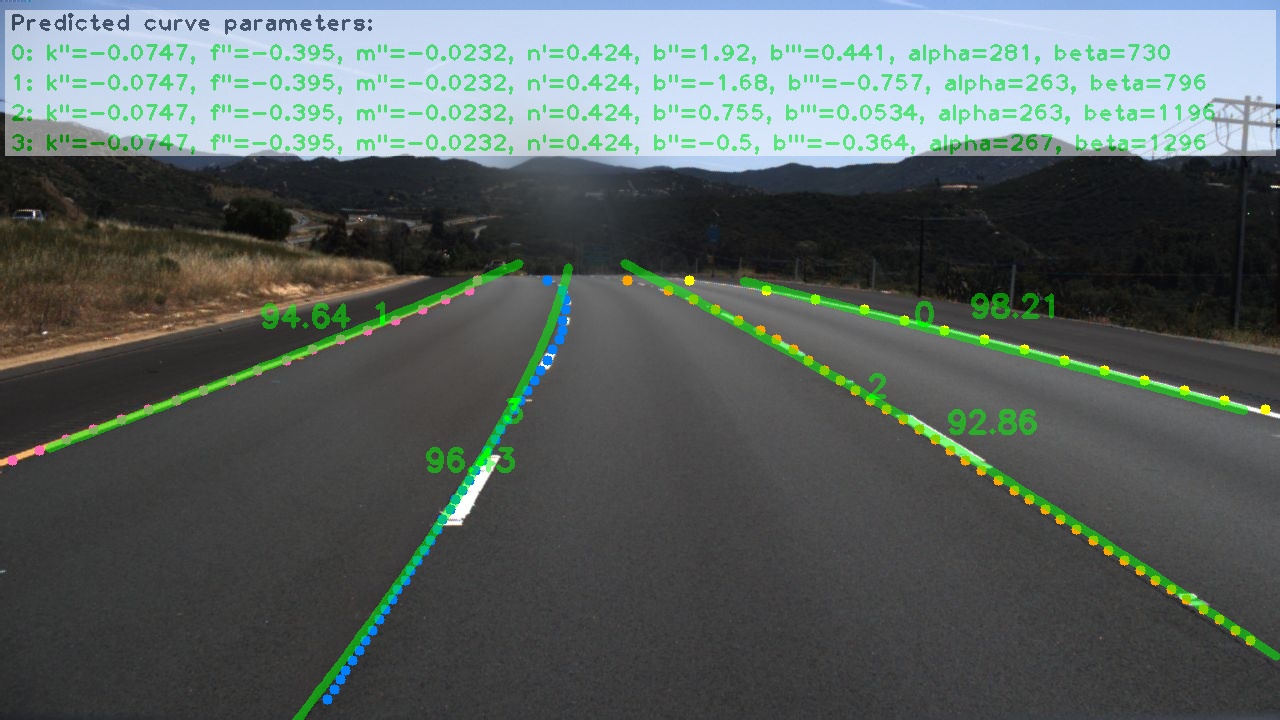 Predicted curve parameters:
0: k''=-0.0747, f''=-0.395, m''=-0.0232, n'=0.424, b''=1.92, b'''=0.441, alpha=281, beta=730
1: k''=-0.0747, f''=-0.395, m''=-0.0232, n'=0.424, b''=-1.68, b'''=-0.757, alpha=263, beta=796
2: k''=-0.0747, f''=-0.395, m''=-0.0232, n'=0.424, b''=0.755, b'''=0.0534, alpha=263, beta=1196
3: k''=-0.0747, f''=-0.395, m''=-0.0232, n'=0.424, b''=-0.5, b'''=-0.364, alpha=267, beta=1296
94.64 1 0 98.21
2
3 92.86